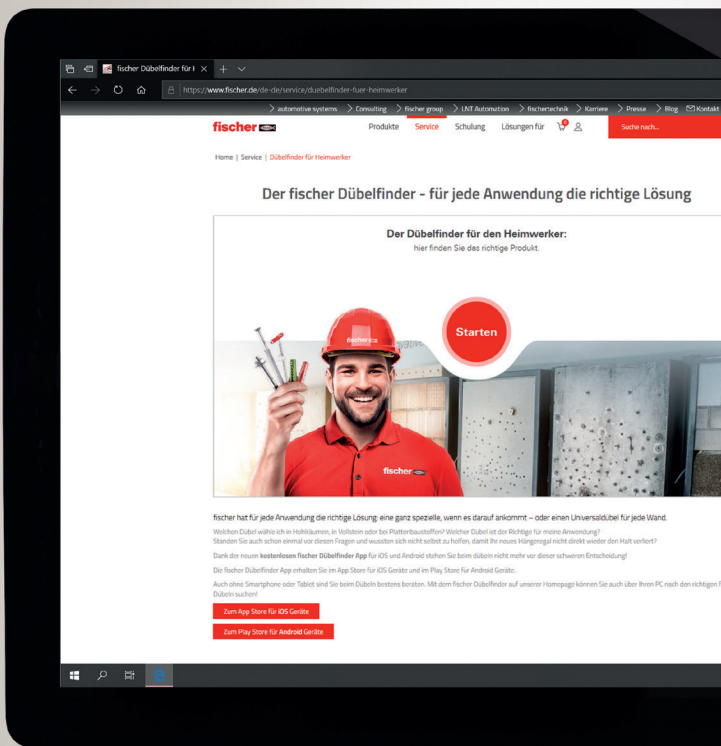 fischer Dübelfinder für
https://www.fischer.de/de-de/service/duebelfinder-fuer-heimwerker
automotive systems Consulting fischer group LNT Automation fischertechnik Karriere Presse Blog Kontakt
fischer
Produkte Service Schulung Lösungen für 0 Suche nach...
Home | Service | Dübelfinder für Heimwerker
Der fischer Dübelfinder - für jede Anwendung die richtige Lösung
Der Dübelfinder für den Heimwerker:
hier finden Sie das richtige Produkt.
Starten
fischer
fischer
fischer hat für jede Anwendung die richtige Lösung: eine ganz spezielle, wenn es darauf ankommt – oder einen Universaldübel für jede Wand.
Welchen Dübel wähle ich in Hohlräumen, in Vollstein oder bei Plattenbaustoffen? Welcher Dübel ist der Richtige für meine Anwendung?
Standen Sie auch schon einmal vor diesen Fragen und wussten sich nicht selbst zu helfen, damit Ihr neues Hängeregal nicht direkt wieder den Halt verliert?
Dank der neuen kostenlosen fischer Dübelfinder App für iOS und Android stehen Sie beim dübeln nicht mehr vor dieser schweren Entscheidung!
Die fischer Dübelfinder App erhalten Sie im App Store für iOS Geräte und im Play Store für Android Geräte.
Auch ohne Smartphone oder Tablet sind Sie beim Dübeln bestens beraten. Mit dem fischer Dübelfinder auf unserer Homepage können Sie auch über Ihren PC nach den richtigen
Dübeln suchen!
Zum App Store für iOS Geräte
Zum Play Store für Android Geräte